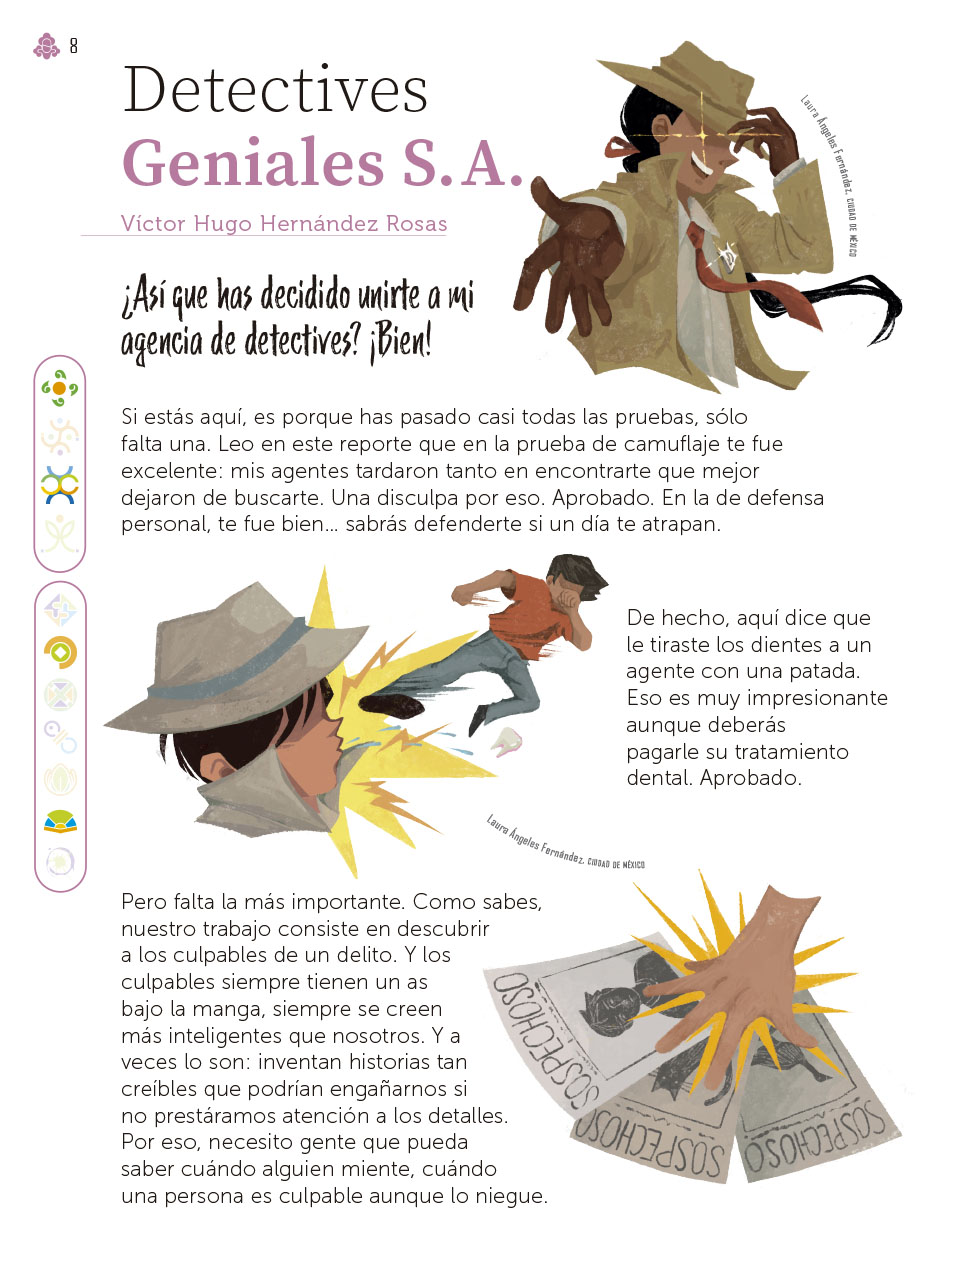 8
Detectives
Geniales S.A.
Víctor Hugo Hernández Rosas
¿Así que has decidido unirte a mi
agencia de detectives? ¡Bien!
Laura Ángeles Fernández, CIUDAD DE MÉXICO
Si estás aquí, es porque has pasado casi todas las pruebas, sólo
falta una. Leo en este reporte que en la prueba de camuflaje te fue
excelente: mis agentes tardaron tanto en encontrarte que mejor
dejaron de buscarte. Una disculpa por eso. Aprobado. En la de defensa
personal, te fue bien... sabrás defenderte si un día te atrapan.
De hecho, aquí dice que
le tiraste los dientes a un
agente con una patada.
Eso es muy impresionante
aunque deberás
pagarle su tratamiento
dental. Aprobado.
Laura Ángeles Fernández, CIUDAD DE MÉXICO
Pero falta la más importante. Como sabes,
nuestro trabajo consiste en descubrir
a los culpables de un delito. Y los
culpables siempre tienen un as
bajo la manga, siempre se creen
más inteligentes que nosotros. Y a
veces lo son: inventan historias tan
creíbles que podrían engañarnos si
no prestáramos atención a los detalles.
Por eso, necesito gente que pueda
saber cuándo alguien miente, cuándo
una persona es culpable aunque lo niegue.
SOSPECHOSO
SOSPECHOSO
SOSPECHOSO